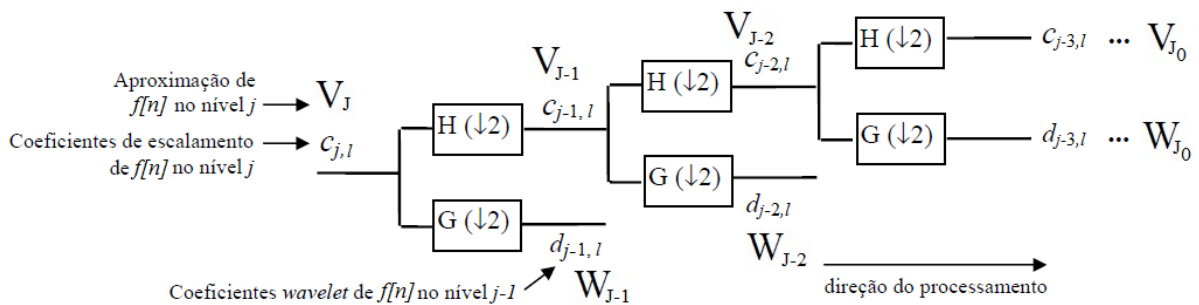 Aproximação de
f[n] no nível j
V_J
Coeficientes de escalamento
de f[n] no nível j
c_{j,l}
H (↓2)
G (↓2)
V_{J-1}
c_{j-1, l}
d_{j-1, l}
W_{J-1}
Coeficientes wavelet de f[n] no nível j-1
H (↓2)
G (↓2)
V_{J-2}
c_{j-2,l}
d_{j-2,l}
W_{J-2}
H (↓2)
G (↓2)
c_{j-3,l} ... V_{J_0}
d_{j-3,l} ... W_{J_0}
direção do processamento